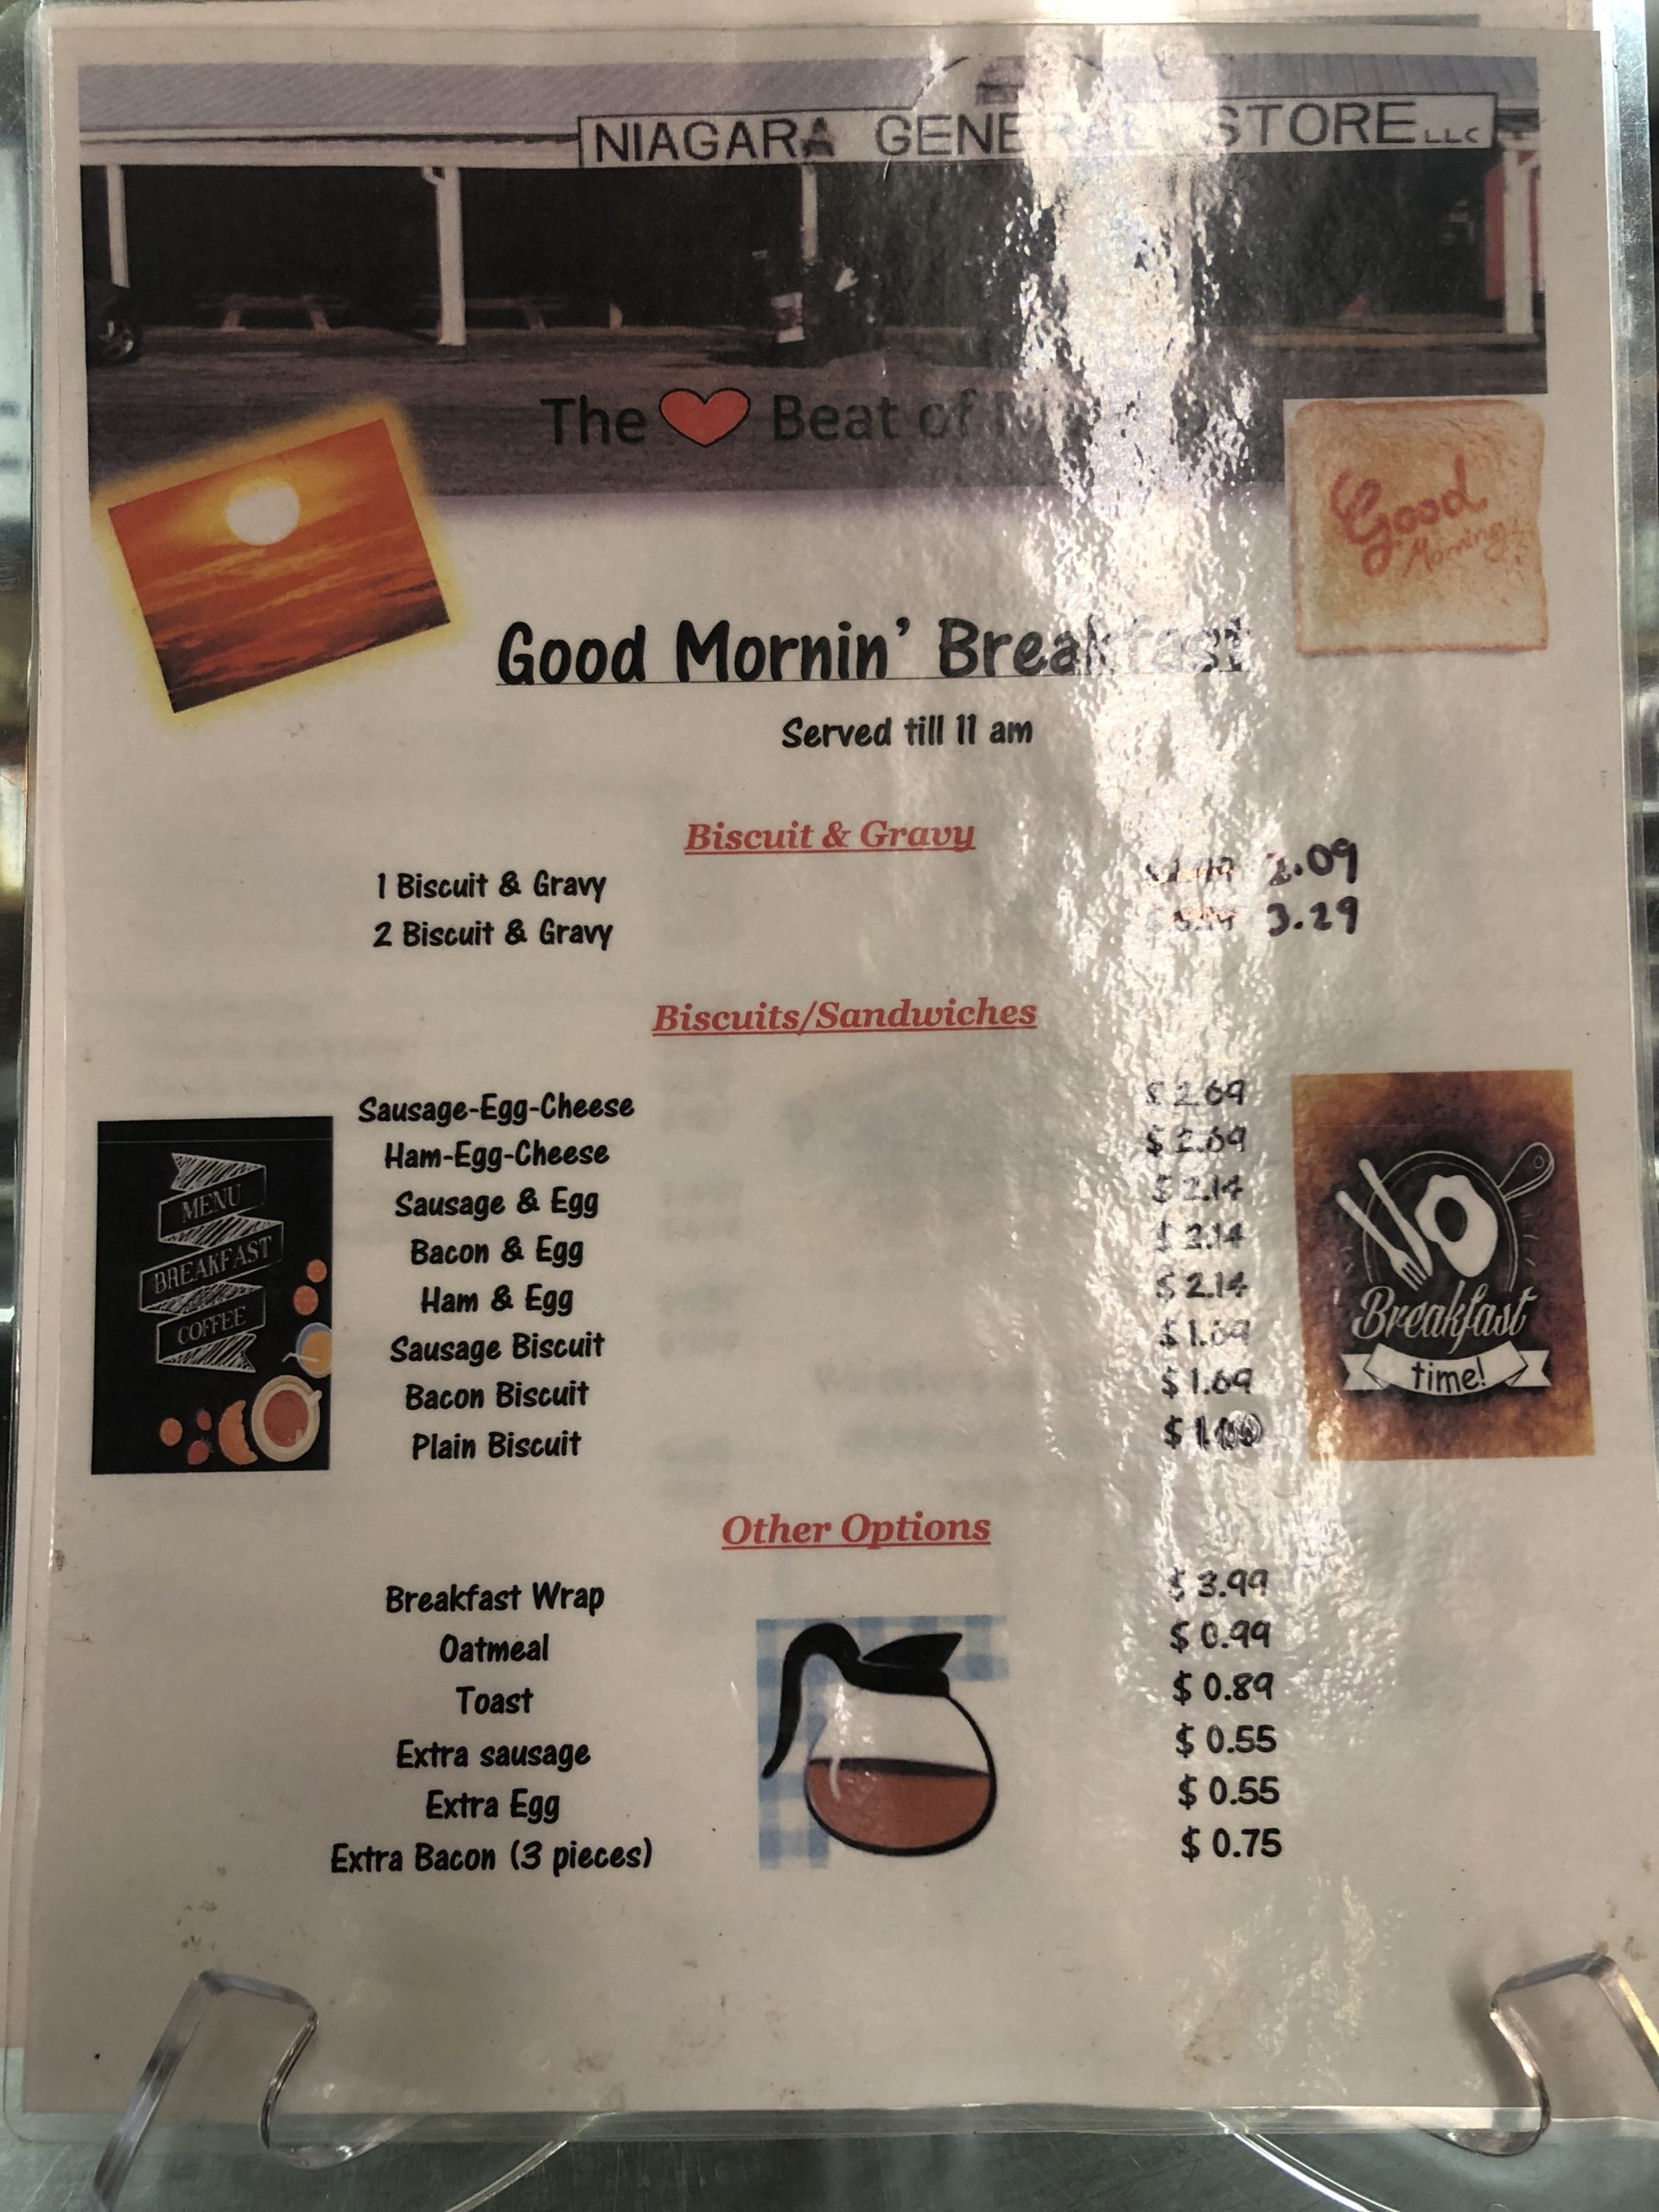 NIAGARA GENERAL STORE LLC
The Beat of
Good Morning
Good Mornin' Breakfast
Served till 11 am
Biscuit & Gravy
1 Biscuit & Gravy 2.09
2 Biscuit & Gravy 3.29
Biscuits/Sandwiches
Sausage-Egg-Cheese $ 2.69
Ham-Egg-Cheese $ 2.69
Sausage & Egg $ 2.14
Bacon & Egg $ 2.14
Ham & Egg $ 2.14
Sausage Biscuit $ 1.69
Bacon Biscuit $ 1.69
Plain Biscuit
MENU
BREAKFAST
COFFEE
Breakfast
time!
Other Options
Breakfast Wrap $ 3.99
Oatmeal $ 0.99
Toast $ 0.89
Extra sausage $ 0.55
Extra Egg $ 0.55
Extra Bacon (3 pieces) $ 0.75